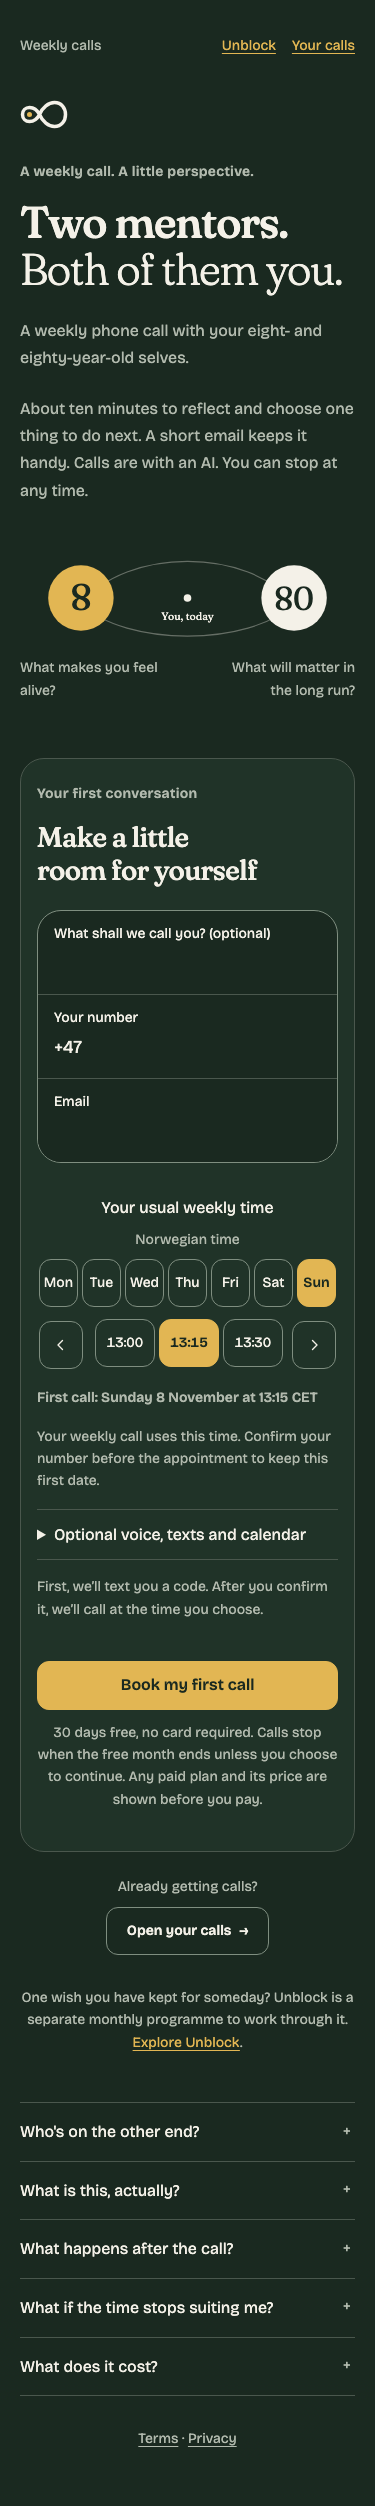 Weekly calls Unblock Your calls
A weekly call. A little perspective.
Two mentors.
Both of them you.
A weekly phone call with your eight- and
eighty-year-old selves.
About ten minutes to reflect and choose one
thing to do next. A short email keeps it
handy. Calls are with an AI. You can stop at
any time.
8
You, today
80
What makes you feel
alive?
What will matter in
the long run?
Your first conversation
Make a little
room for yourself
What shall we call you? (optional)
Your number
+47
Email
Your usual weekly time
Norwegian time
Mon Tue Wed Thu Fri Sat Sun
13:00 13:15 13:30
First call: Sunday 8 November at 13:15 CET
Your weekly call uses this time. Confirm your
number before the appointment to keep this
first date.
Optional voice, texts and calendar
First, we'll text you a code. After you confirm
it, we'll call at the time you choose.
Book my first call
30 days free, no card required. Calls stop
when the free month ends unless you choose
to continue. Any paid plan and its price are
shown before you pay.
Already getting calls?
Open your calls →
One wish you have kept for someday? Unblock is a
separate monthly programme to work through it.
Explore Unblock.
Who's on the other end? +
What is this, actually? +
What happens after the call? +
What if the time stops suiting me? +
What does it cost? +
Terms · Privacy